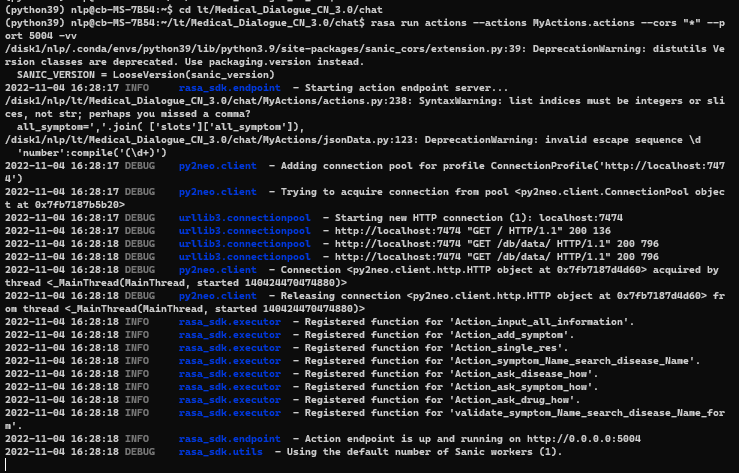 (python39) nlp@cb-MS-7B54:~$ cd lt/Medical_Dialogue_CN_3.0/chat
(python39) nlp@cb-MS-7B54:~/lt/Medical_Dialogue_CN_3.0/chat$ rasa run actions --actions MyActions.actions --cors "*" --po
rt 5004 -vv
/disk1/nlp/.conda/envs/python39/lib/python3.9/site-packages/sanic_cors/extension.py:39: DeprecationWarning: distutils Ve
rsion classes are deprecated. Use packaging.version instead.
  SANIC_VERSION = LooseVersion(sanic_version)
2022-11-04 16:28:17 INFO     rasa_sdk.endpoint  - Starting action endpoint server...
/disk1/nlp/lt/Medical_Dialogue_CN_3.0/chat/MyActions/actions.py:238: SyntaxWarning: list indices must be integers or sli
ces, not str; perhaps you missed a comma?
  all_symptom=','.join( ['slots']['all_symptom']),
/disk1/nlp/lt/Medical_Dialogue_CN_3.0/chat/MyActions/jsonData.py:123: DeprecationWarning: invalid escape sequence \d
  'number':compile('(\d+)')
2022-11-04 16:28:17 DEBUG    py2neo.client  - Adding connection pool for profile ConnectionProfile('http://localhost:747
4')
2022-11-04 16:28:17 DEBUG    py2neo.client  - Trying to acquire connection from pool <py2neo.client.ConnectionPool objec
t at 0x7fb7187b5b20>
2022-11-04 16:28:17 DEBUG    urllib3.connectionpool  - Starting new HTTP connection (1): localhost:7474
2022-11-04 16:28:17 DEBUG    urllib3.connectionpool  - http://localhost:7474 "GET / HTTP/1.1" 200 136
2022-11-04 16:28:18 DEBUG    urllib3.connectionpool  - http://localhost:7474 "GET /db/data/ HTTP/1.1" 200 796
2022-11-04 16:28:18 DEBUG    urllib3.connectionpool  - http://localhost:7474 "GET /db/data/ HTTP/1.1" 200 796
2022-11-04 16:28:18 DEBUG    py2neo.client  - Connection <py2neo.client.http.HTTP object at 0x7fb7187d4d60> acquired by
thread <_MainThread(MainThread, started 140424470474880)>
2022-11-04 16:28:18 DEBUG    py2neo.client  - Releasing connection <py2neo.client.http.HTTP object at 0x7fb7187d4d60> fr
om thread <_MainThread(MainThread, started 140424470474880)>
2022-11-04 16:28:18 INFO     rasa_sdk.executor  - Registered function for 'Action_input_all_information'.
2022-11-04 16:28:18 INFO     rasa_sdk.executor  - Registered function for 'Action_add_symptom'.
2022-11-04 16:28:18 INFO     rasa_sdk.executor  - Registered function for 'Action_single_res'.
2022-11-04 16:28:18 INFO     rasa_sdk.executor  - Registered function for 'Action_symptom_Name_search_disease_Name'.
2022-11-04 16:28:18 INFO     rasa_sdk.executor  - Registered function for 'Action_ask_disease_how'.
2022-11-04 16:28:18 INFO     rasa_sdk.executor  - Registered function for 'Action_ask_symptom_how'.
2022-11-04 16:28:18 INFO     rasa_sdk.executor  - Registered function for 'Action_ask_drug_how'.
2022-11-04 16:28:18 INFO     rasa_sdk.executor  - Registered function for 'validate_symptom_Name_search_disease_Name_for
m'.
2022-11-04 16:28:18 INFO     rasa_sdk.endpoint  - Action endpoint is up and running on http://0.0.0.0:5004
2022-11-04 16:28:18 DEBUG    rasa_sdk.utils  - Using the default number of Sanic workers (1).